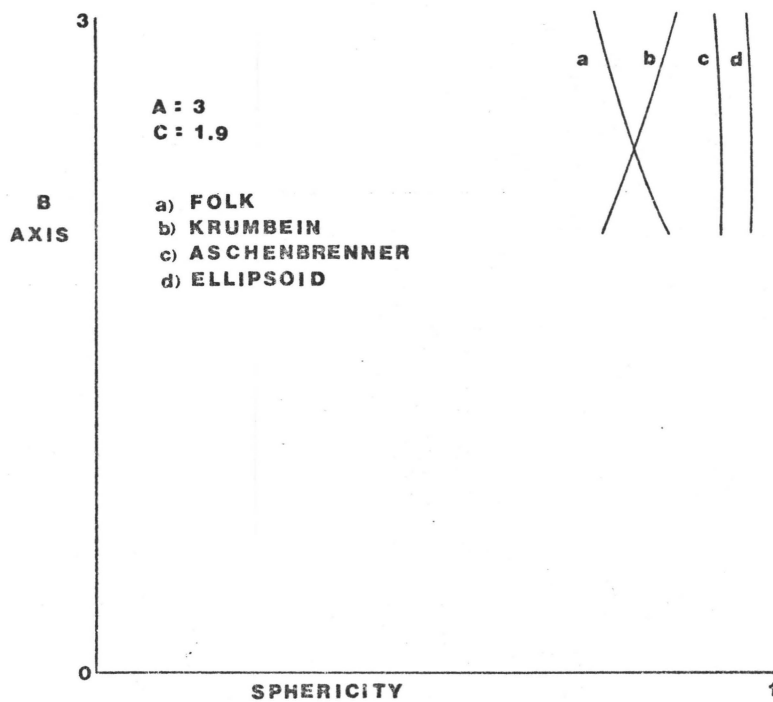 3
a b c d
A = 3
C = 1.9
B
AXIS
a) FOLK
b) KRUMBEIN
c) ASCHENBRENNER
d) ELLIPSOID
0
SPHERICITY 1